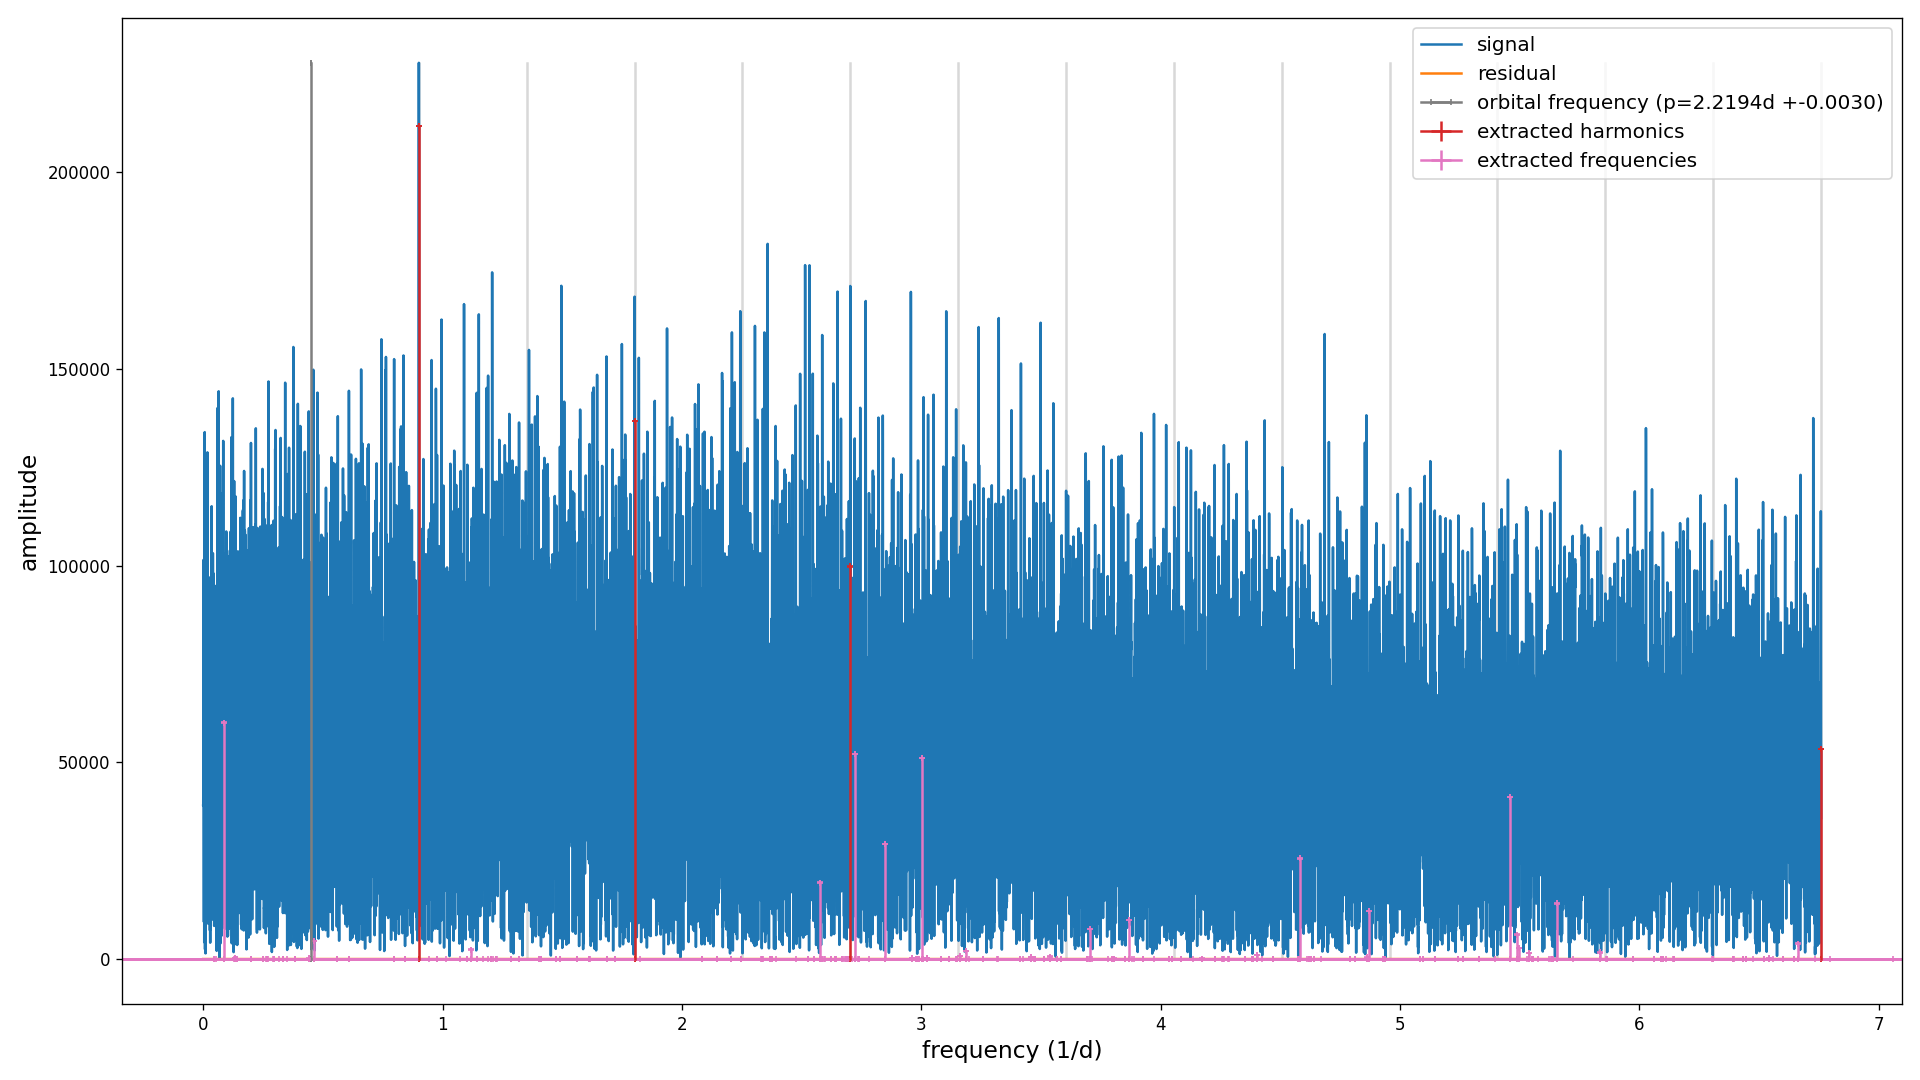 signal
residual
orbital frequency (p=2.2194d +-0.0030)
extracted harmonics
extracted frequencies
amplitude
200000
150000
100000
50000
0
0 1 2 3 4 5 6 7
frequency (1/d)